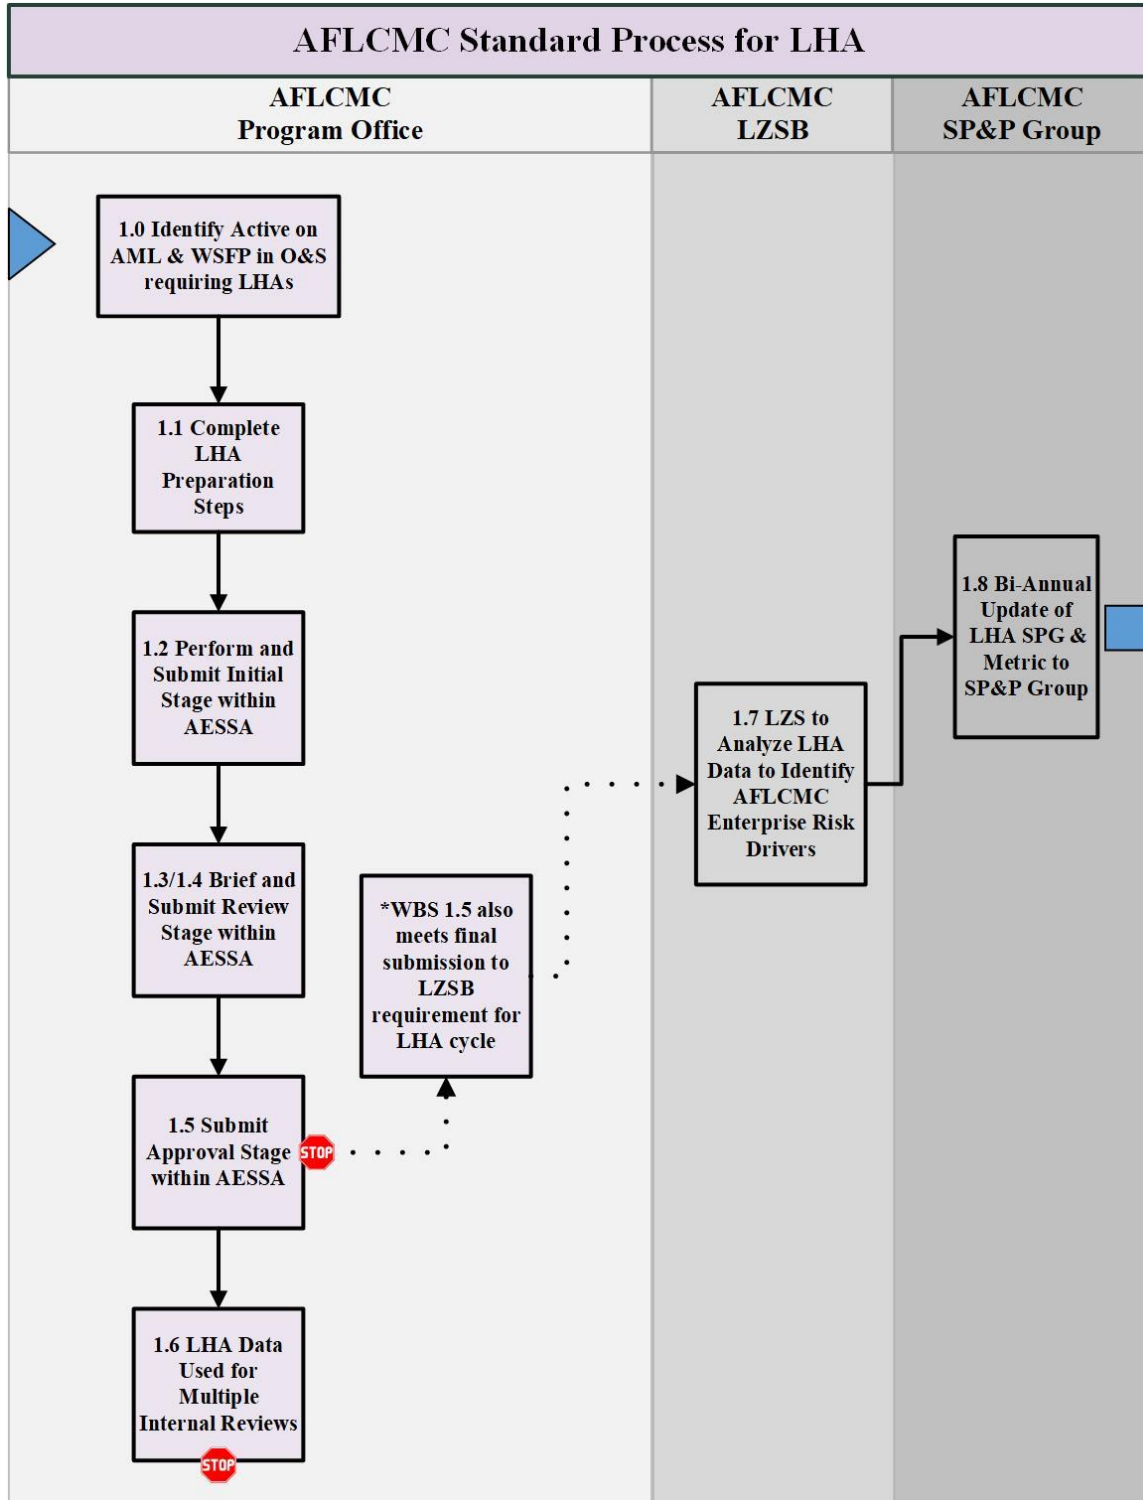 AFLCMC Standard Process for LHA
AFLCMC
Program Office
AFLCMC
LZSB
AFLCMC
SP&P Group
1.0 Identify Active on
AML & WSFP in O&S
requiring LHAs
1.1 Complete
LHA
Preparation
Steps
1.2 Perform and
Submit Initial
Stage within
AESSA
1.3/1.4 Brief and
Submit Review
Stage within
AESSA
1.5 Submit
Approval Stage
within AESSA
STOP
1.6 LHA Data
Used for
Multiple
Internal Reviews
STOP
*WBS 1.5 also
meets final
submission to
LZSB
requirement for
LHA cycle
1.7 LZS to
Analyze LHA
Data to Identify
AFLCMC
Enterprise Risk
Drivers
1.8 Bi-Annual
Update of
LHA SPG &
Metric to
SP&P Group